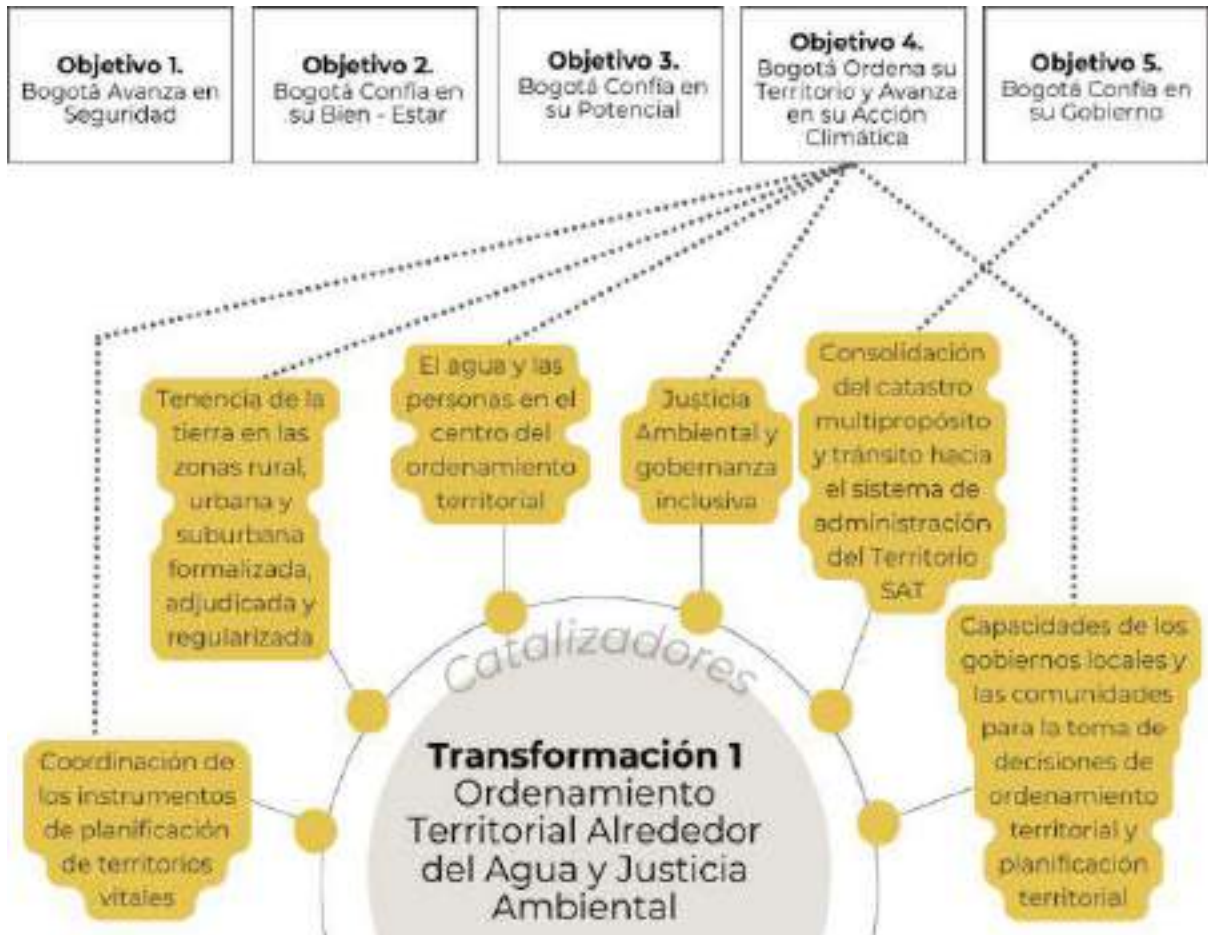 Objetivo 1.
Bogotá Avanza en
Seguridad
Objetivo 2.
Bogotá Confía en
su Bien - Estar
Objetivo 3.
Bogotá Confía en
su Potencial
Objetivo 4.
Bogotá Ordena su
Territorio y Avanza
en su Acción
Climática
Objetivo 5.
Bogotá Confía en
su Gobierno
Coordinación de
los instrumentos
de planificación
de territorios
vitales
Tenencia de la
tierra en las
zonas rural,
urbana y
suburbana
formalizada,
adjudicada y
regularizada
El agua y las
personas en el
centro del
ordenamiento
territorial
Justicia
Ambiental y
gobernanza
inclusiva
Consolidación
del catastro
multipropósito
y tránsito hacia
el sistema de
administración
del Territorio
SAT
Capacidades de los
gobiernos locales y
las comunidades
para la toma de
decisiones de
ordenamiento
territorial y
planificación
territorial
Catalizadores
Transformación 1
Ordenamiento
Territorial Alrededor
del Agua y Justicia
Ambiental